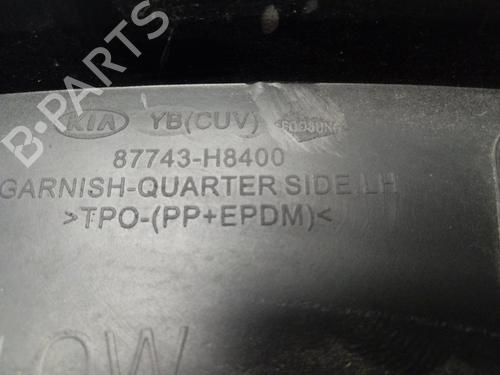 KIA YB(CUV)
87743-H8400
GARNISH-QUARTER SIDE LH
>TPO-(PP+EPDM)<
B-PARTS